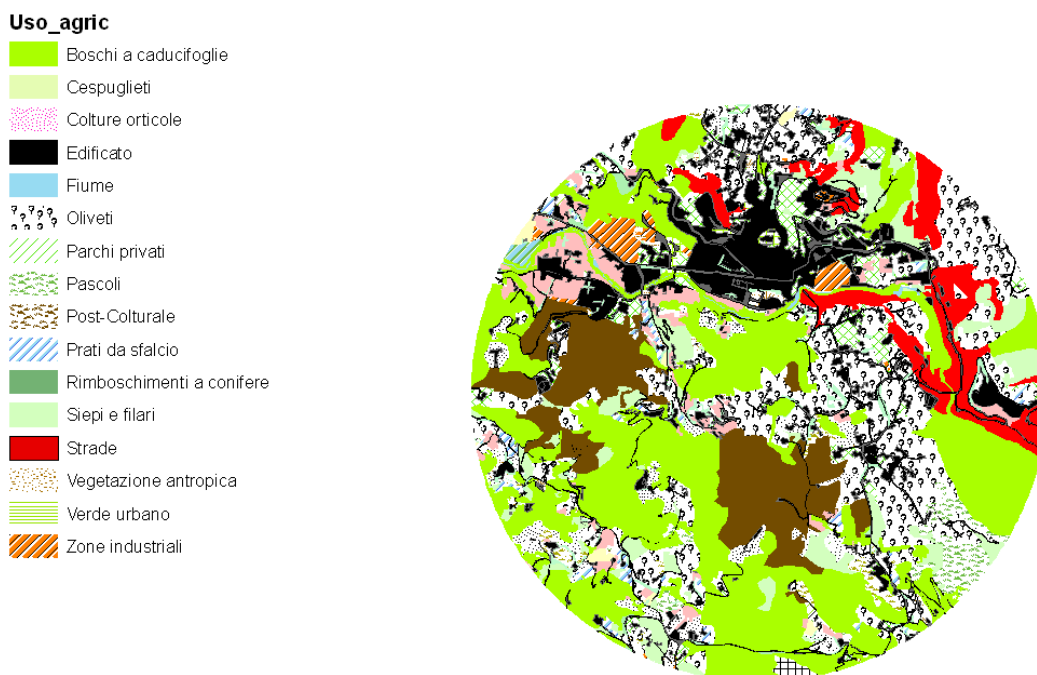 Uso_agric
Boschi a caducifoglie
Cespuglieti
Colture orticole
Edificato
Fiume
Oliveti
Parchi privati
Pascoli
Post-Colturale
Prati da sfalcio
Rimboschimenti a conifere
Siepi e filari
Strade
Vegetazione antropica
Verde urbano
Zone industriali